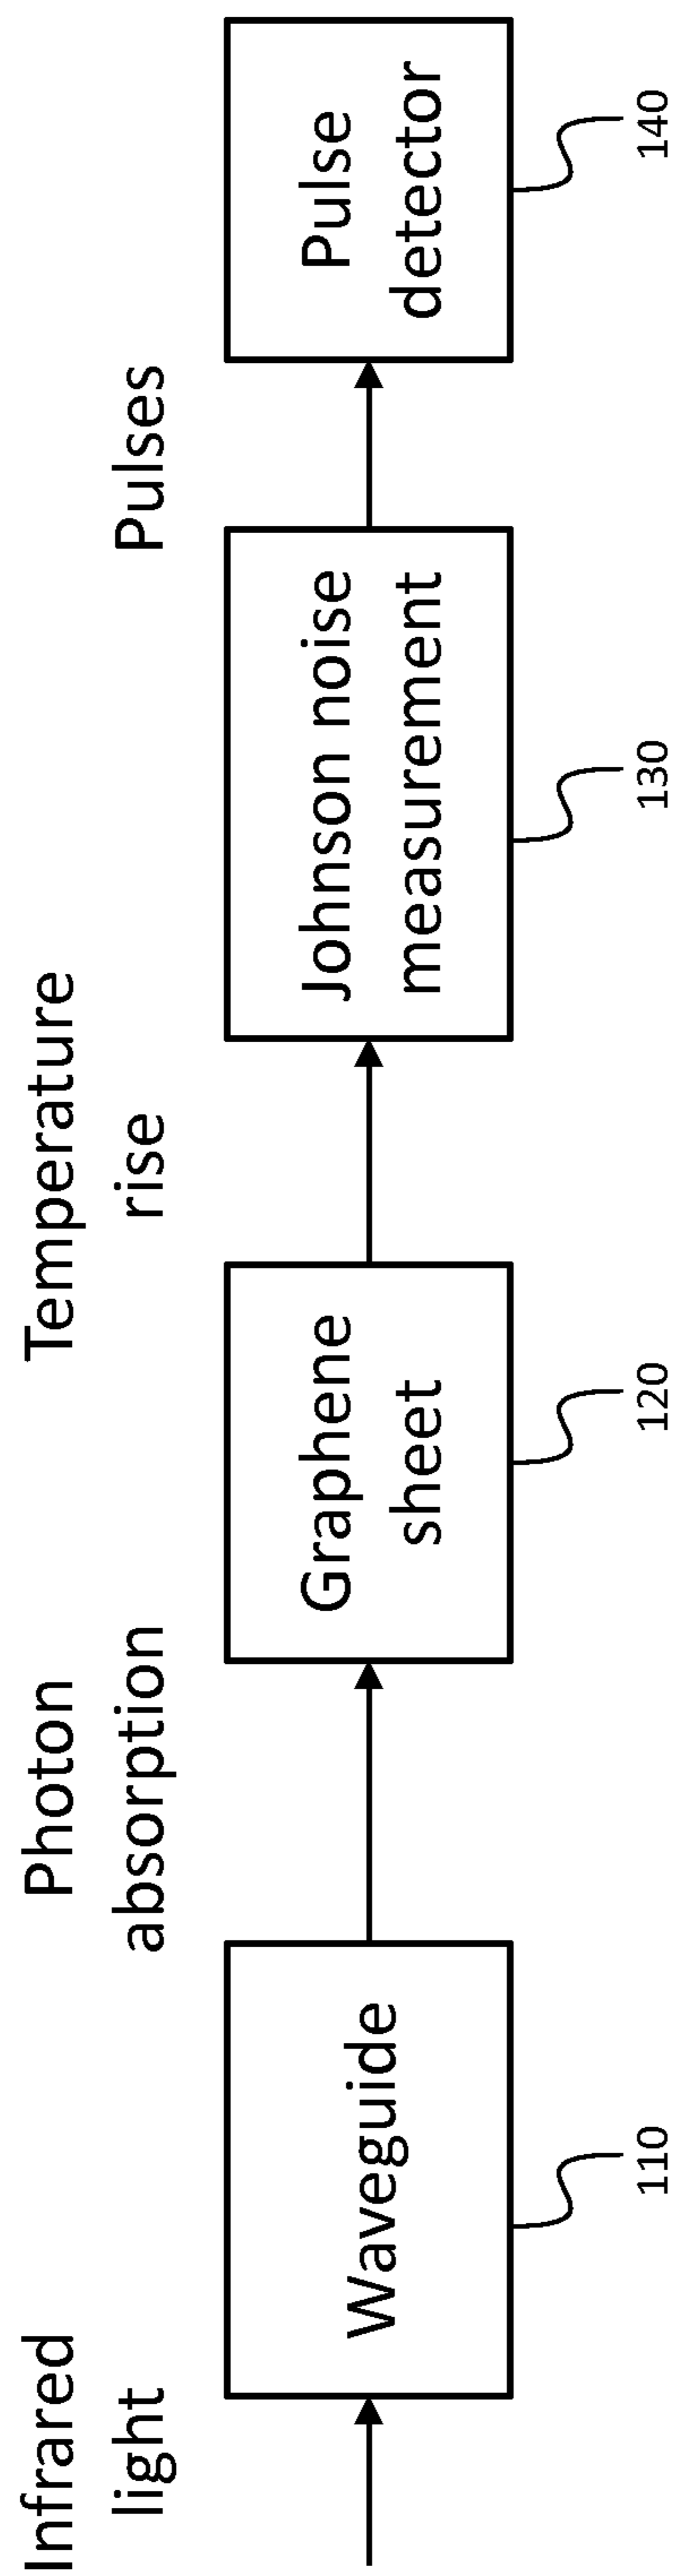 Infrared
light
Waveguide
110
Photon
absorption
Graphene
sheet
120
Temperature
rise
Johnson noise
measurement
130
Pulses
Pulse
detector
140